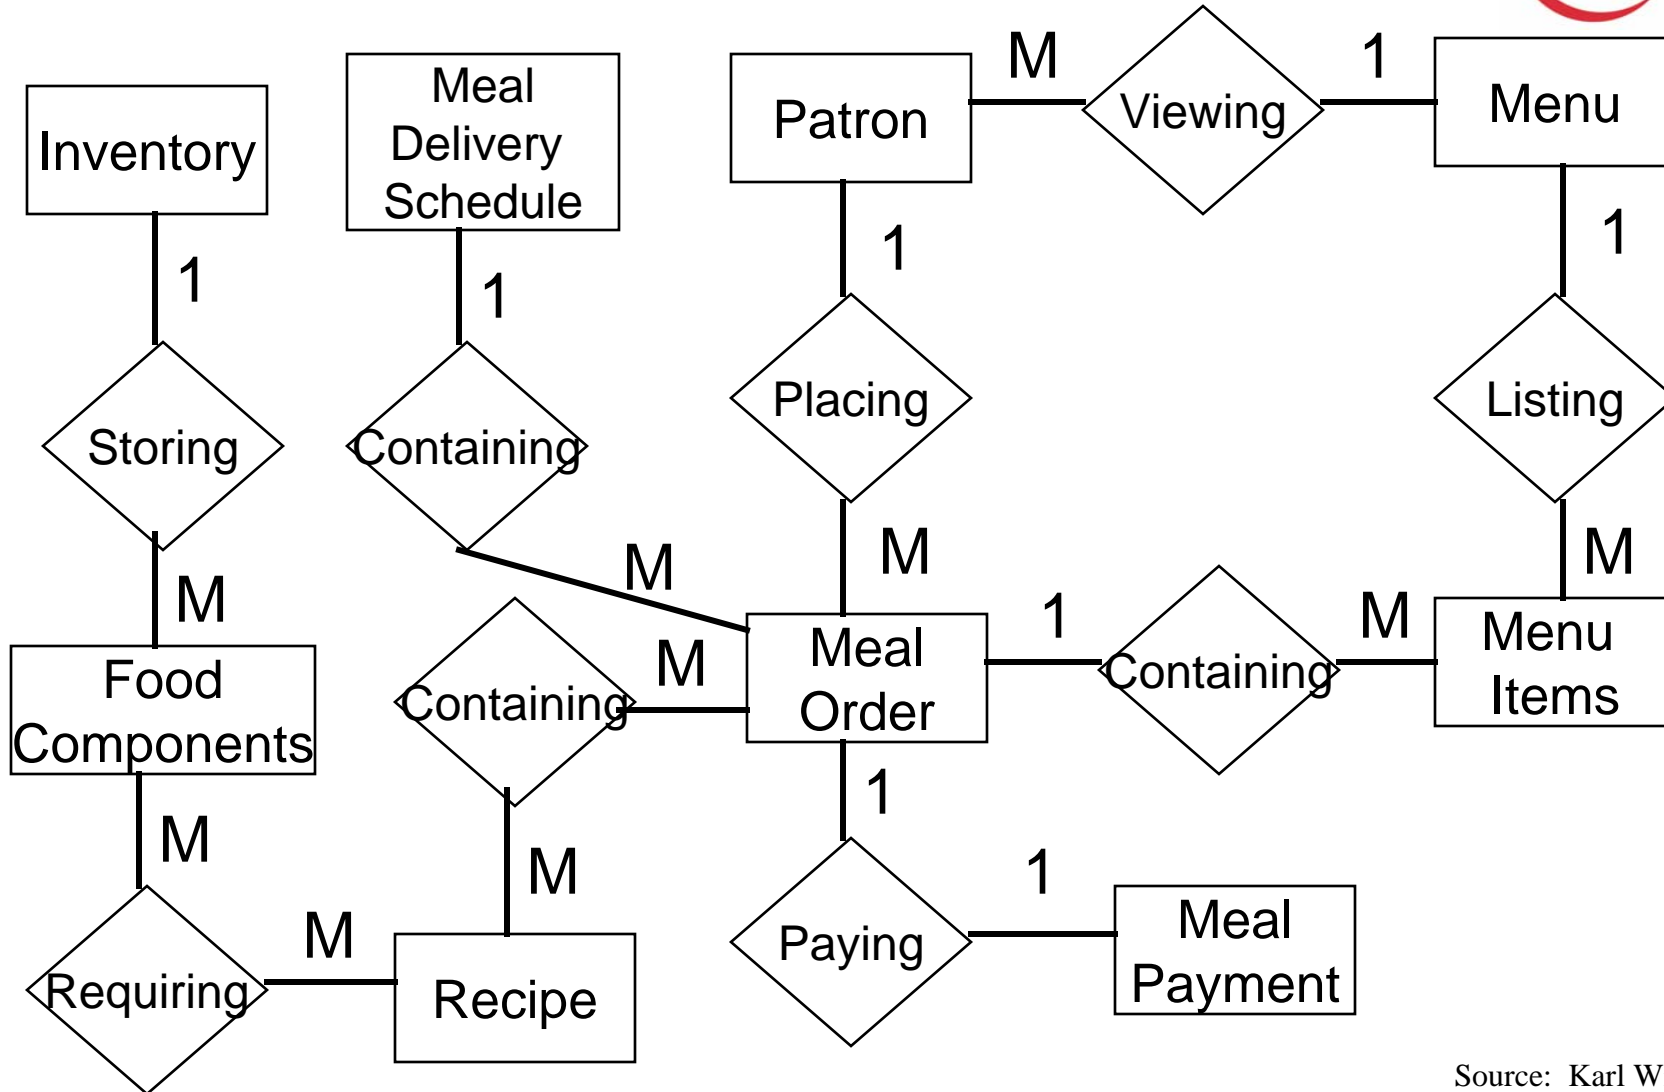 Inventory
Meal
Delivery
Schedule
Patron
M
Viewing
1
Menu
1
1
1
1
Storing
Containing
Placing
Listing
M
M
M
M
Food
Components
Containing
M
Meal
Order
1
Containing
M
Menu
Items
M
M
1
Requiring
M
Recipe
Paying
1
Meal
Payment
Source: Karl W